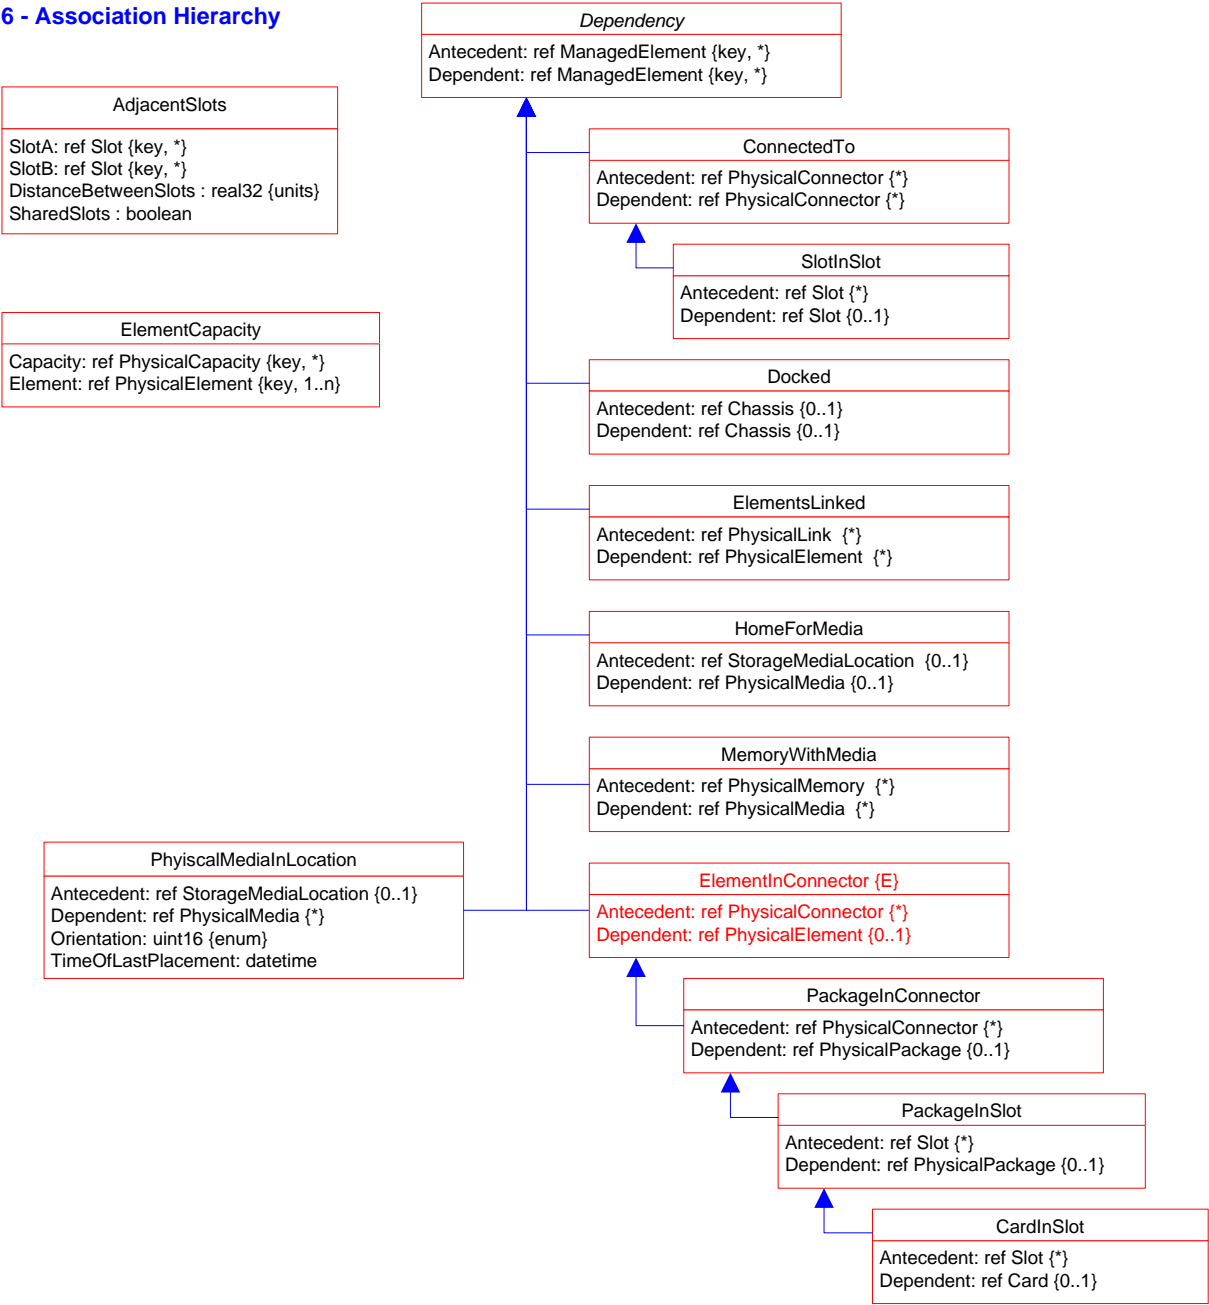 6 - Association Hierarchy
Dependency
Antecedent: ref ManagedElement {key, *}
Dependent: ref ManagedElement {key, *}
AdjacentSlots
SlotA: ref Slot {key, *}
SlotB: ref Slot {key, *}
DistanceBetweenSlots : real32 {units}
SharedSlots : boolean
ConnectedTo
Antecedent: ref PhysicalConnector {*}
Dependent: ref PhysicalConnector {*}
SlotInSlot
Antecedent: ref Slot {*}
Dependent: ref Slot {0..1}
ElementCapacity
Capacity: ref PhysicalCapacity {key, *}
Element: ref PhysicalElement {key, 1..n}
Docked
Antecedent: ref Chassis {0..1}
Dependent: ref Chassis {0..1}
ElementsLinked
Antecedent: ref PhysicalLink {*}
Dependent: ref PhysicalElement {*}
HomeForMedia
Antecedent: ref StorageMediaLocation {0..1}
Dependent: ref PhysicalMedia {0..1}
MemoryWithMedia
Antecedent: ref PhysicalMemory {*}
Dependent: ref PhysicalMedia {*}
PhyiscalMediaInLocation
Antecedent: ref StorageMediaLocation {0..1}
Dependent: ref PhysicalMedia {*}
Orientation: uint16 {enum}
TimeOfLastPlacement: datetime
ElementInConnector {E}
Antecedent: ref PhysicalConnector {*}
Dependent: ref PhysicalElement {0..1}
PackageInConnector
Antecedent: ref PhysicalConnector {*}
Dependent: ref PhysicalPackage {0..1}
PackageInSlot
Antecedent: ref Slot {*}
Dependent: ref PhysicalPackage {0..1}
CardInSlot
Antecedent: ref Slot {*}
Dependent: ref Card {0..1}